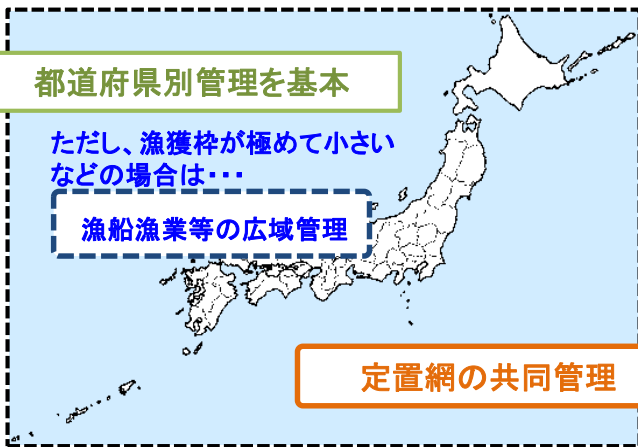 都道府県別管理を基本
ただし、漁獲枠が極めて小さい
などの場合は・・・
漁船漁業等の広域管理
定置網の共同管理